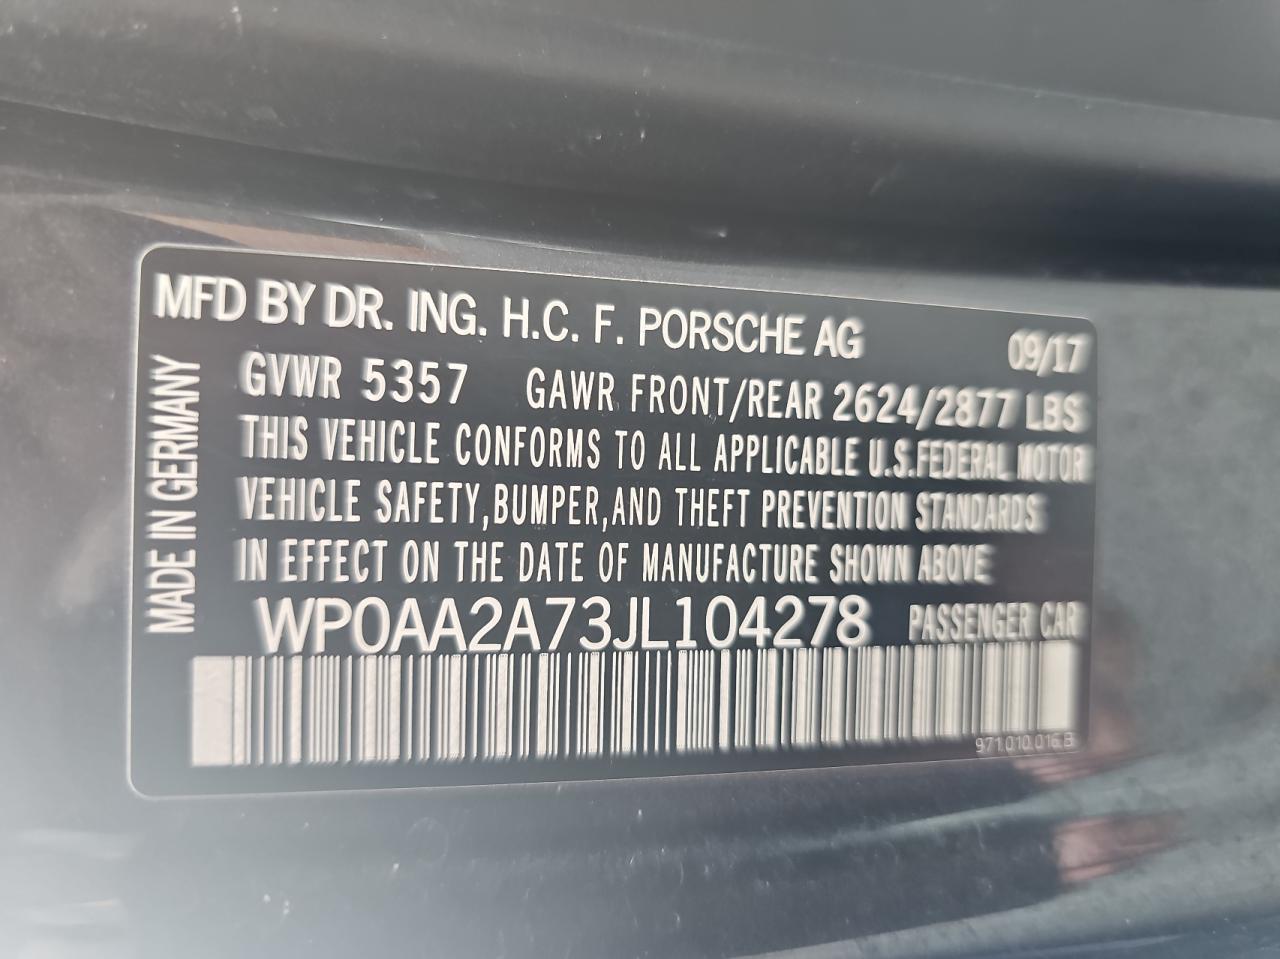 MFD BY DR. ING. H.C. F. PORSCHE AG 09/17
GVWR 5357 GAWR FRONT/REAR 2624/2877 LBS
THIS VEHICLE CONFORMS TO ALL APPLICABLE U.S.FEDERAL MOTOR
VEHICLE SAFETY,BUMPER,AND THEFT PREVENTION STANDARDS
IN EFFECT ON THE DATE OF MANUFACTURE SHOWN ABOVE
WP0AA2A73JL104278 PASSENGER CAR
971.010.016.B
MADE IN GERMANY